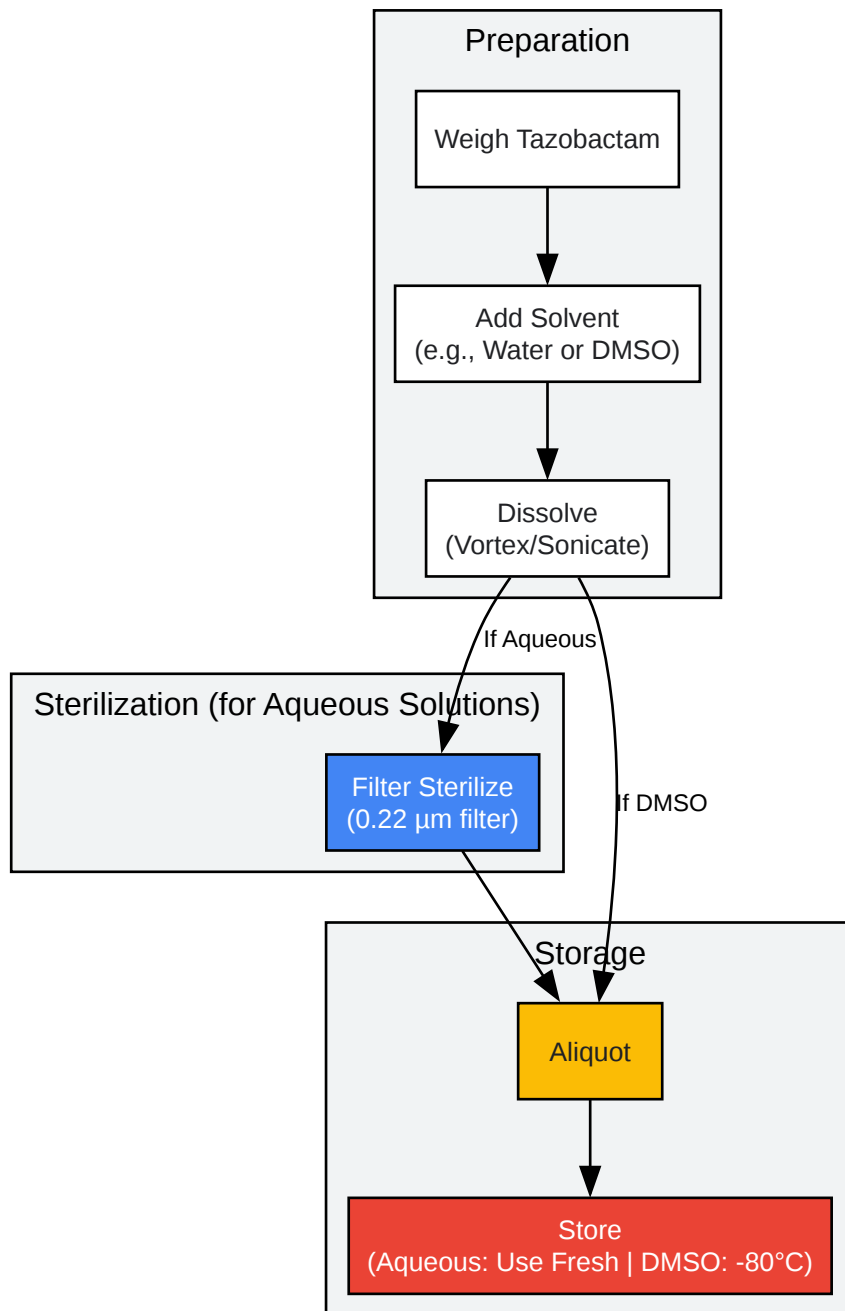 Preparation
Weigh Tazobactam
Add Solvent
(e.g., Water or DMSO)
Dissolve
(Vortex/Sonicate)
If Aqueous
Sterilization (for Aqueous Solutions)
Filter Sterilize
(0.22 µm filter)
If DMSO
Storage
Aliquot
Store
(Aqueous: Use Fresh | DMSO: -80°C)